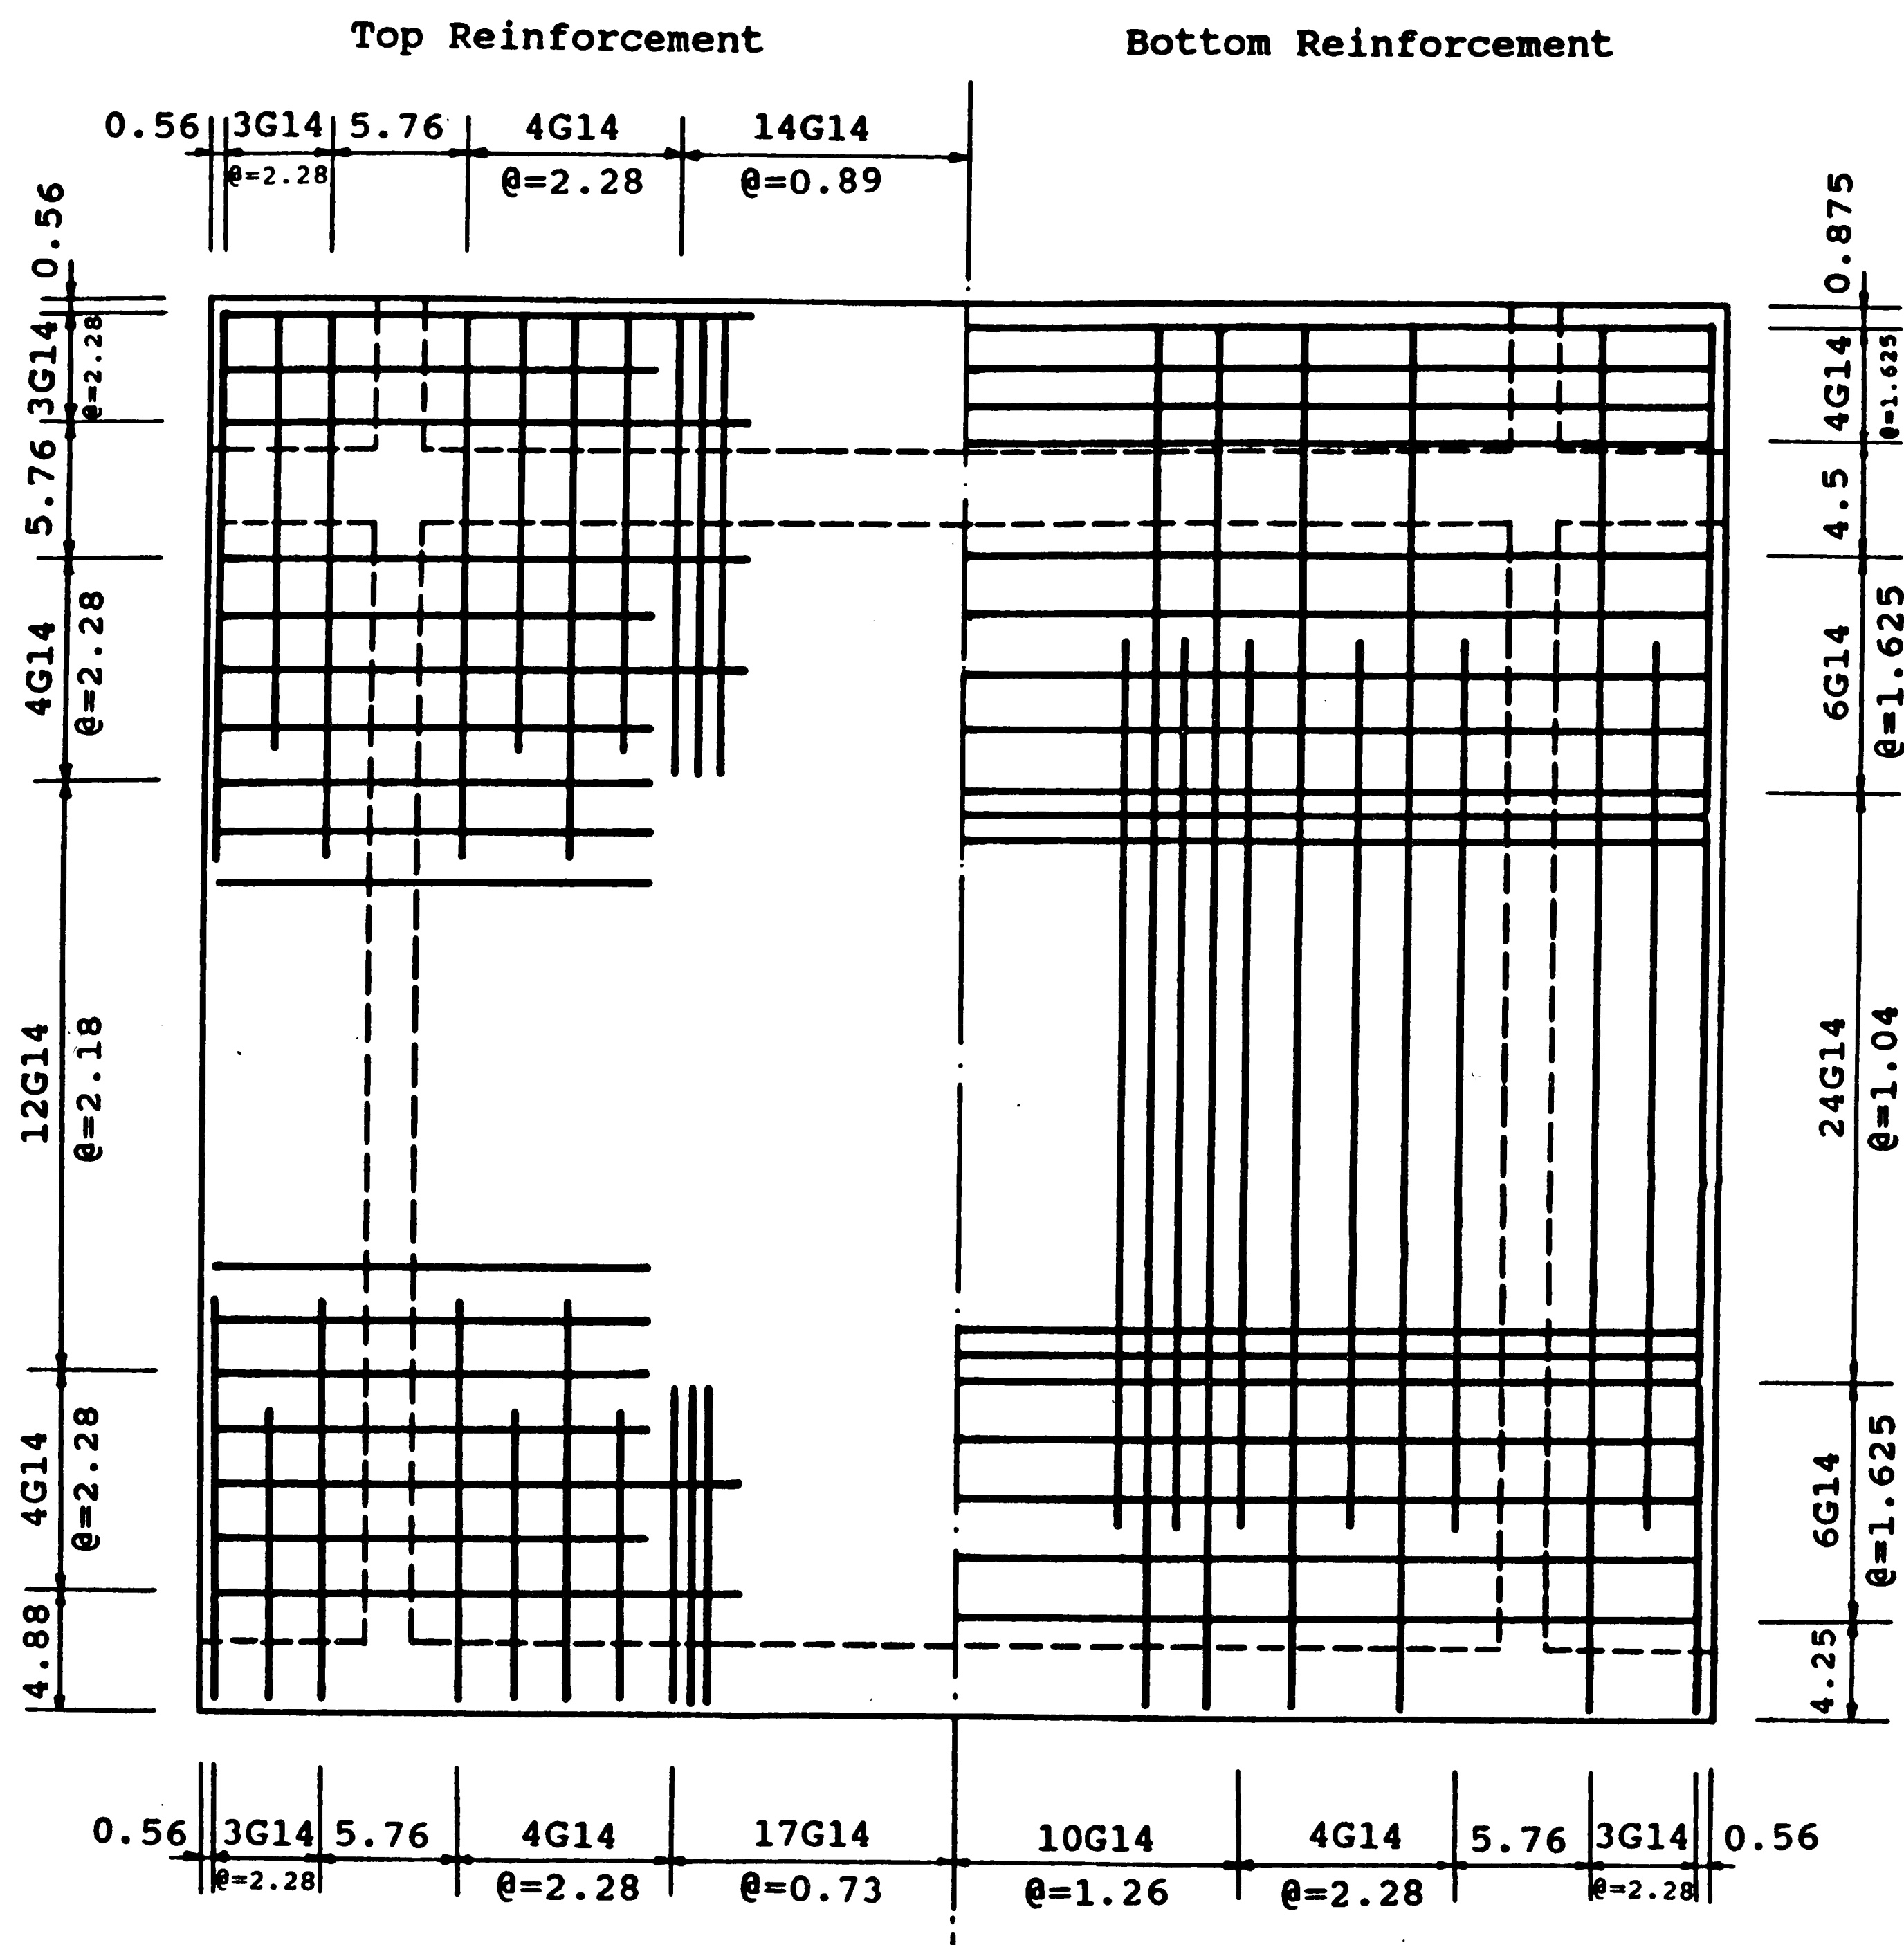 Top Reinforcement
Bottom Reinforcement
0.56 3G14 5.76 4G14 14G14
@=2.28 @=2.28 @=0.89
0.56
3G14
@=2.28
5.76
4G14
@=2.28
12G14
@=2.18
4G14
@=2.28
4.88
0.875
4G14
@=1.625
4.5
6G14
@=1.625
24G14
@=1.04
6G14
@=1.625
4.25
0.56 3G14 5.76 4G14 17G14 10G14 4G14 5.76 3G14 0.56
@=2.28 @=2.28 @=0.73 @=1.26 @=2.28 @=2.28